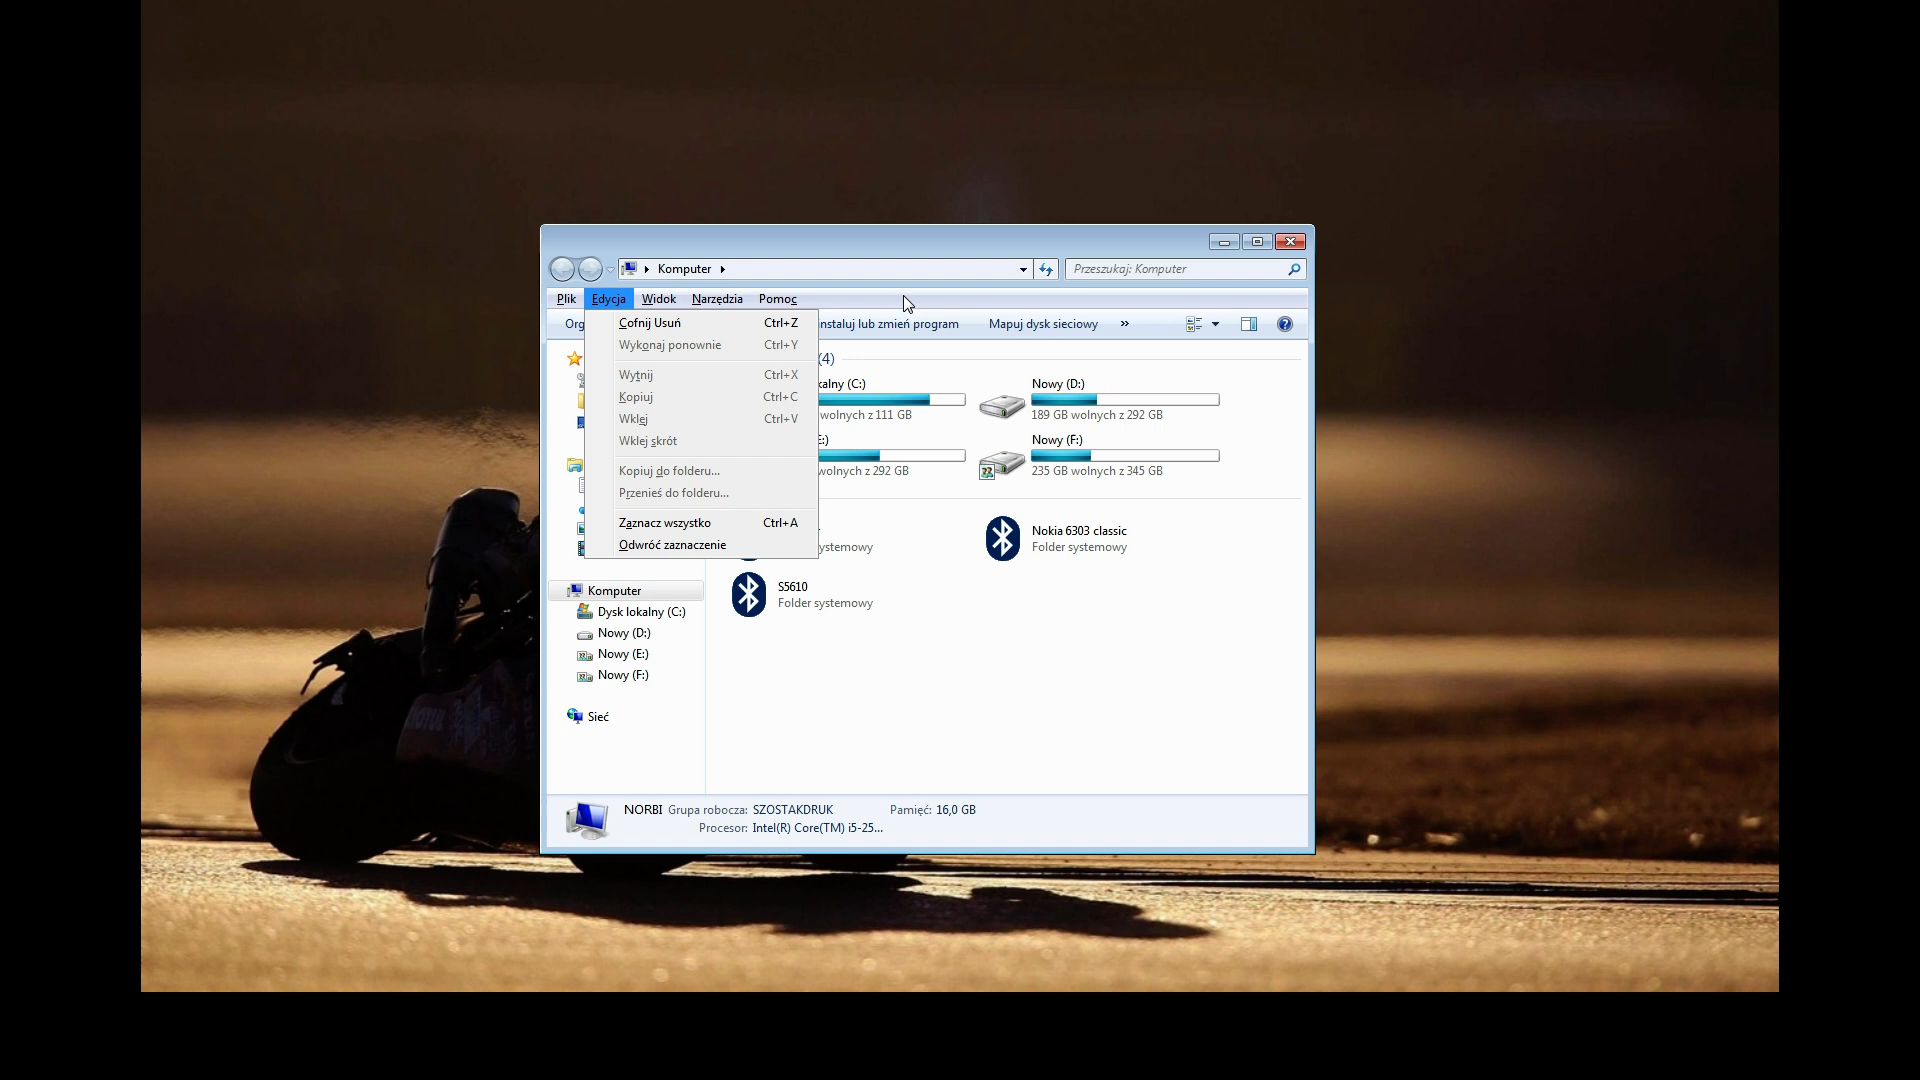 Komputer
Przeszukaj: Komputer
Plik Edycja Widok Narzędzia Pomoc
Org
instaluj lub zmień program Mapuj dysk sieciowy »
Cofnij Usuń Ctrl+Z
Wykonaj ponownie Ctrl+Y
Wytnij Ctrl+X
Kopiuj Ctrl+C
Wklej Ctrl+V
Wklej skrót
Kopiuj do folderu...
Przenieś do folderu...
Zaznacz wszystko Ctrl+A
Odwróć zaznaczenie
(4)
kalny (C:)
wolnych z 111 GB
Nowy (D:)
189 GB wolnych z 292 GB
E:)
wolnych z 292 GB
Nowy (F:)
235 GB wolnych z 345 GB
ystemowy
Nokia 6303 classic
Folder systemowy
S5610
Folder systemowy
Komputer
Dysk lokalny (C:)
Nowy (D:)
Nowy (E:)
Nowy (F:)
Sieć
NORBI Grupa robocza: SZOSTAKDRUK Pamięć: 16,0 GB
Procesor: Intel(R) Core(TM) i5-25...